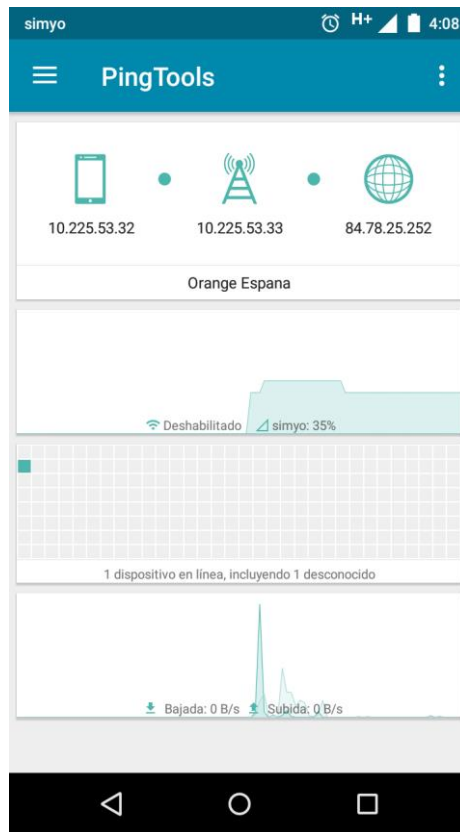 simyo H+ 4:08
PingTools
10.225.53.32 10.225.53.33 84.78.25.252
Orange Espana
Deshabilitado simyo: 35%
1 dispositivo en línea, incluyendo 1 desconocido
Bajada: 0 B/s Subida: 0 B/s